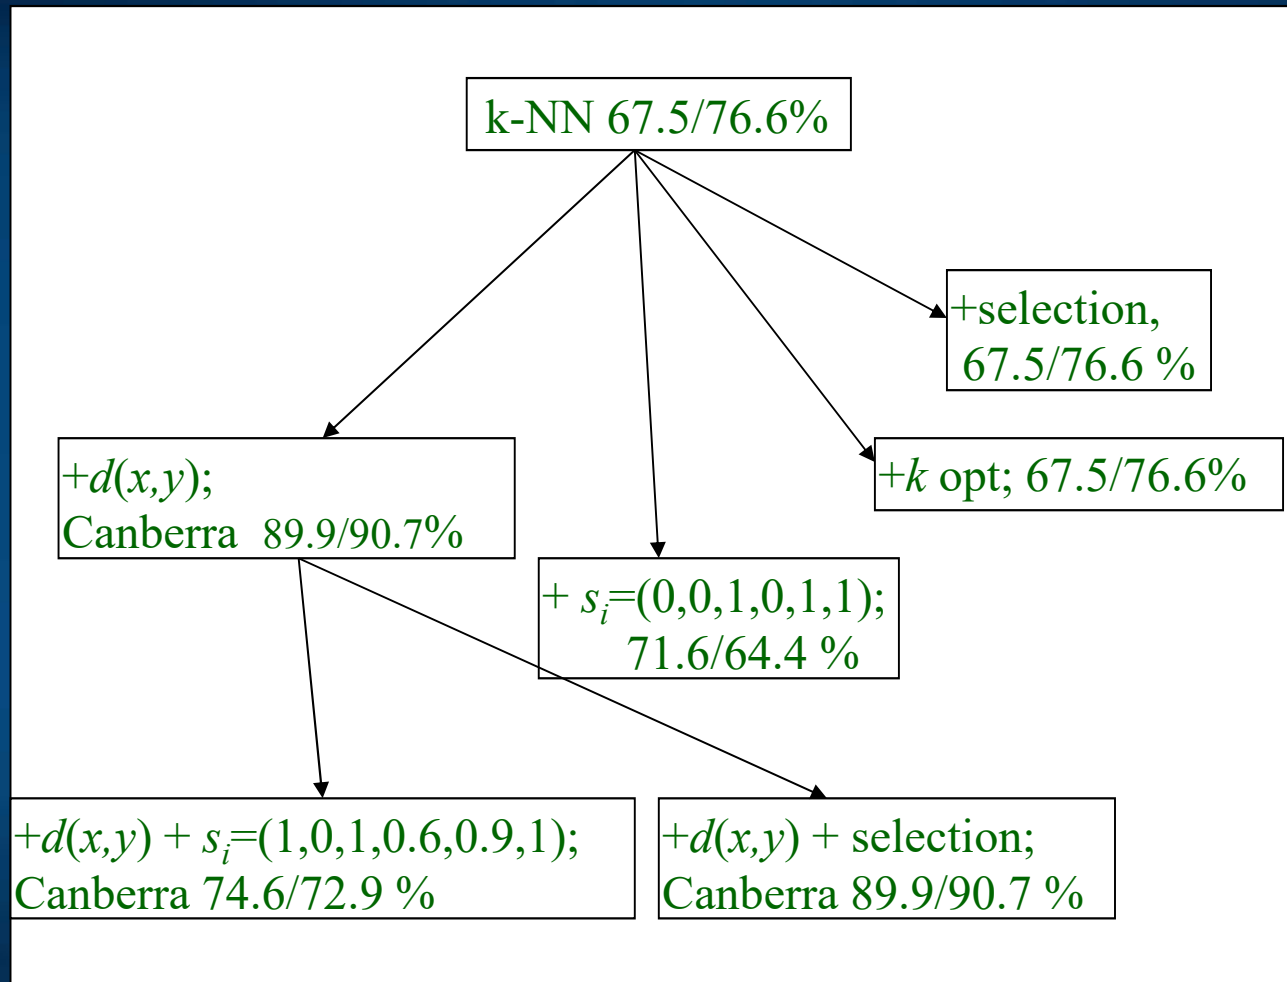 k-NN 67.5/76.6%
+selection,
67.5/76.6 %
+k opt; 67.5/76.6%
+d(x,y);
Canberra 89.9/90.7%
+ si=(0,0,1,0,1,1);
71.6/64.4 %
+d(x,y) + si=(1,0,1,0.6,0.9,1);
Canberra 74.6/72.9 %
+d(x,y) + selection;
Canberra 89.9/90.7 %